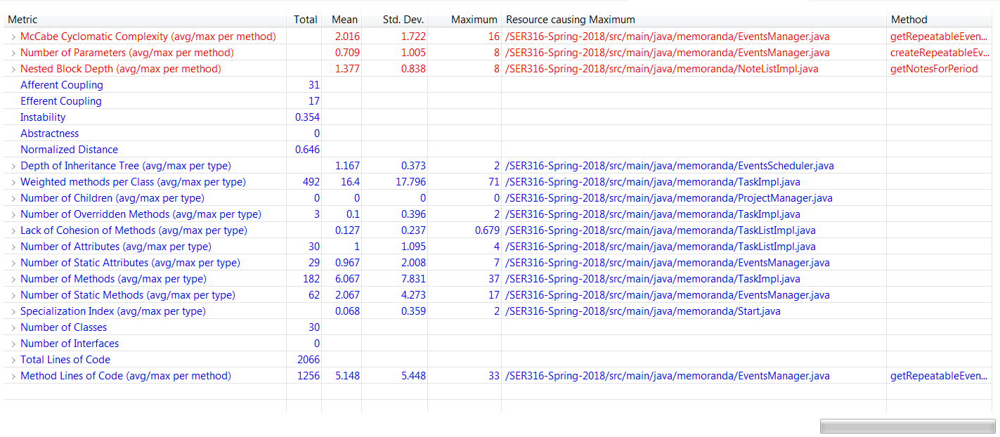 Metric Total Mean Std. Dev. Maximum Resource causing Maximum Method
McCabe Cyclomatic Complexity (avg/max per method) 2.016 1.722 16 /SER316-Spring-2018/src/main/java/memoranda/EventsManager.java getRepeatableEven...
Number of Parameters (avg/max per method) 0.709 1.005 8 /SER316-Spring-2018/src/main/java/memoranda/EventsManager.java createRepeatableEv...
Nested Block Depth (avg/max per method) 1.377 0.838 8 /SER316-Spring-2018/src/main/java/memoranda/NoteListImpl.java getNotesForPeriod
Afferent Coupling 31
Efferent Coupling 17
Instability 0.354
Abstractness 0
Normalized Distance 0.646
Depth of Inheritance Tree (avg/max per type) 1.167 0.373 2 /SER316-Spring-2018/src/main/java/memoranda/EventsScheduler.java
Weighted methods per Class (avg/max per type) 492 16.4 17.796 71 /SER316-Spring-2018/src/main/java/memoranda/TaskImpl.java
Number of Children (avg/max per type) 0 0 0 0 /SER316-Spring-2018/src/main/java/memoranda/ProjectManager.java
Number of Overridden Methods (avg/max per type) 3 0.1 0.396 2 /SER316-Spring-2018/src/main/java/memoranda/TaskImpl.java
Lack of Cohesion of Methods (avg/max per type) 0.127 0.237 0.679 /SER316-Spring-2018/src/main/java/memoranda/TaskListImpl.java
Number of Attributes (avg/max per type) 30 1 1.095 4 /SER316-Spring-2018/src/main/java/memoranda/TaskListImpl.java
Number of Static Attributes (avg/max per type) 29 0.967 2.008 7 /SER316-Spring-2018/src/main/java/memoranda/EventsManager.java
Number of Methods (avg/max per type) 182 6.067 7.831 37 /SER316-Spring-2018/src/main/java/memoranda/TaskImpl.java
Number of Static Methods (avg/max per type) 62 2.067 4.273 17 /SER316-Spring-2018/src/main/java/memoranda/EventsManager.java
Specialization Index (avg/max per type) 0.068 0.359 2 /SER316-Spring-2018/src/main/java/memoranda/Start.java
Number of Classes 30
Number of Interfaces 0
Total Lines of Code 2066
Method Lines of Code (avg/max per method) 1256 5.148 5.448 33 /SER316-Spring-2018/src/main/java/memoranda/EventsManager.java getRepeatableEven...